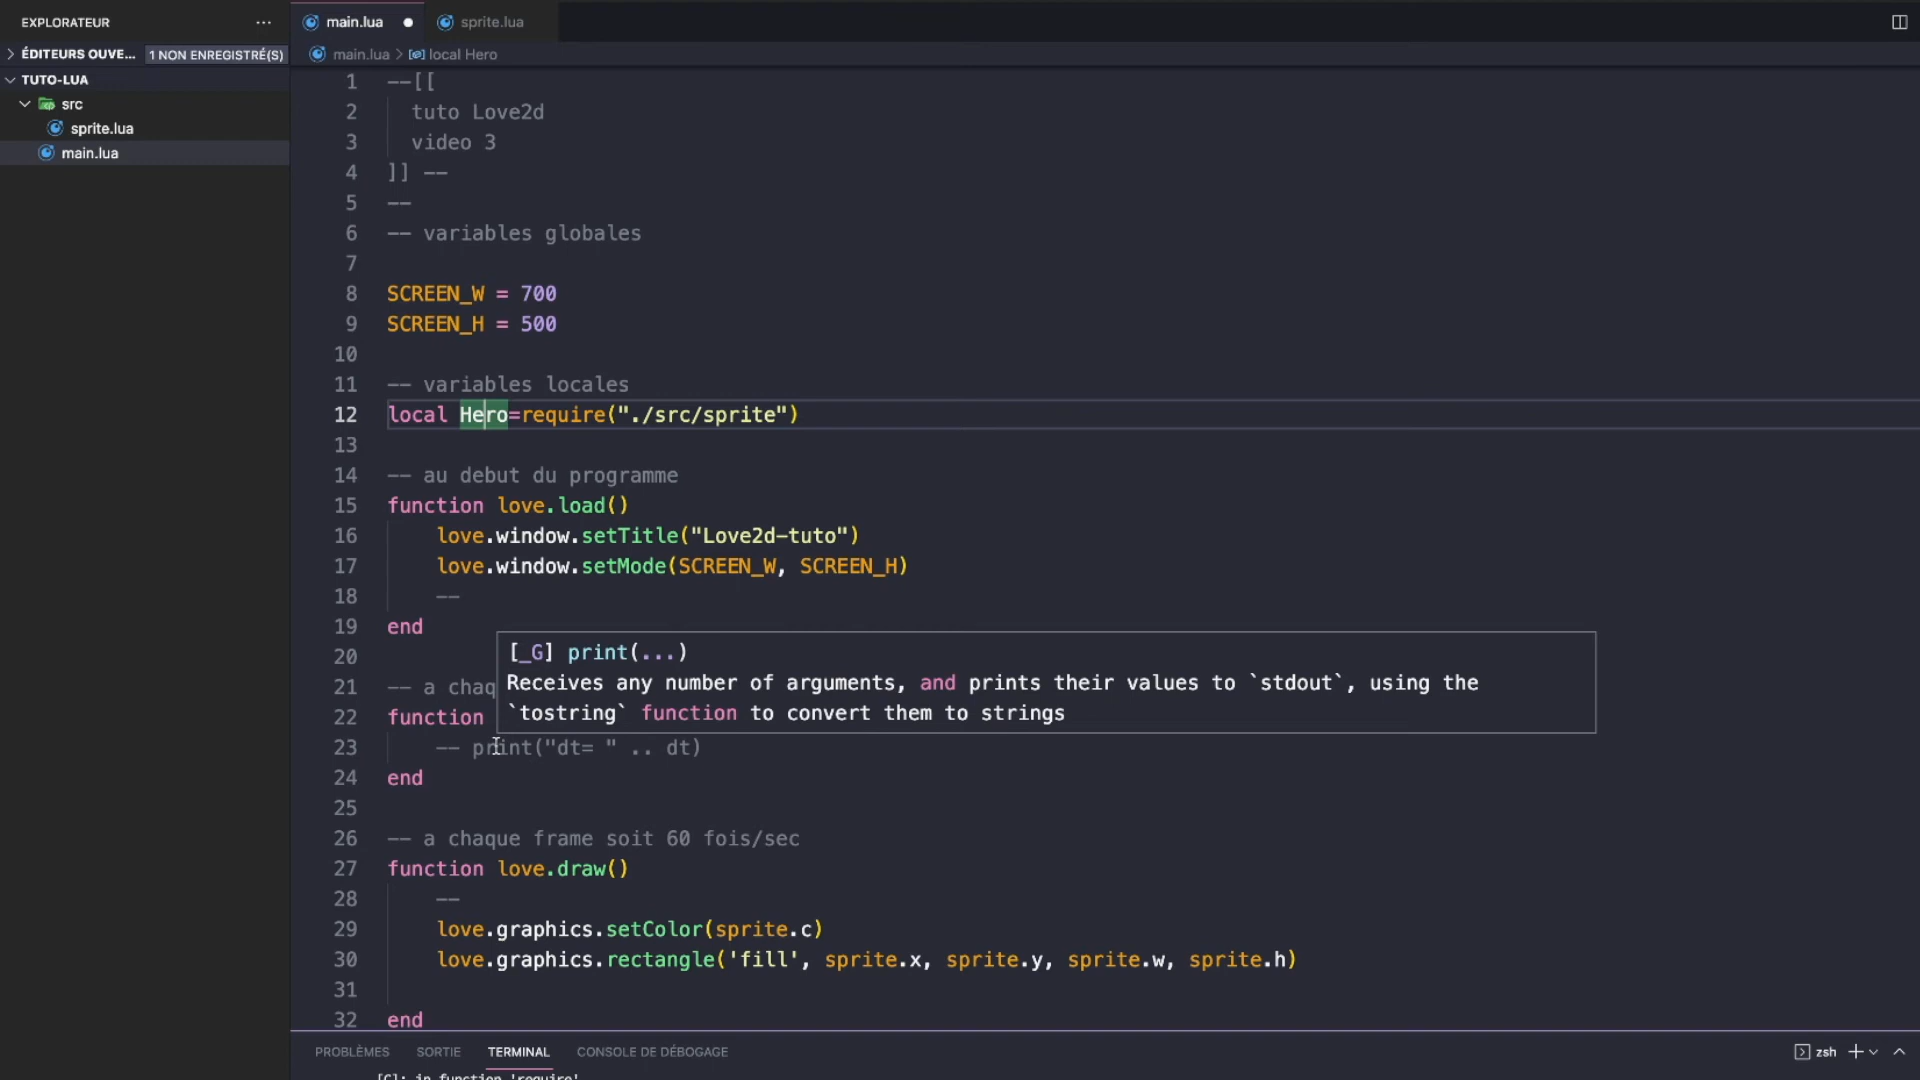 EXPLORATEUR ···
ÉDITEURS OUVE... 1 NON ENREGISTRÉ(S)
TUTO-LUA
src
sprite.lua
main.lua
main.lua sprite.lua
main.lua > local Hero
1 --[[
2 tuto Love2d
3 video 3
4 ]] --
5 --
6 -- variables globales
7
8 SCREEN_W = 700
9 SCREEN_H = 500
10
11 -- variables locales
12 local Hero=require("./src/sprite")
13
14 -- au debut du programme
15 function love.load()
16 love.window.setTitle("Love2d-tuto")
17 love.window.setMode(SCREEN_W, SCREEN_H)
18 --
19 end
20
[_G] print(...)
Receives any number of arguments, and prints their values to `stdout`, using the
`tostring` function to convert them to strings
21 -- a chaq
22 function
23 -- print("dt= " .. dt)
24 end
25
26 -- a chaque frame soit 60 fois/sec
27 function love.draw()
28 --
29 love.graphics.setColor(sprite.c)
30 love.graphics.rectangle('fill', sprite.x, sprite.y, sprite.w, sprite.h)
31
32 end
PROBLÈMES SORTIE TERMINAL CONSOLE DE DÉBOGAGE zsh
[C]: in function 'require'